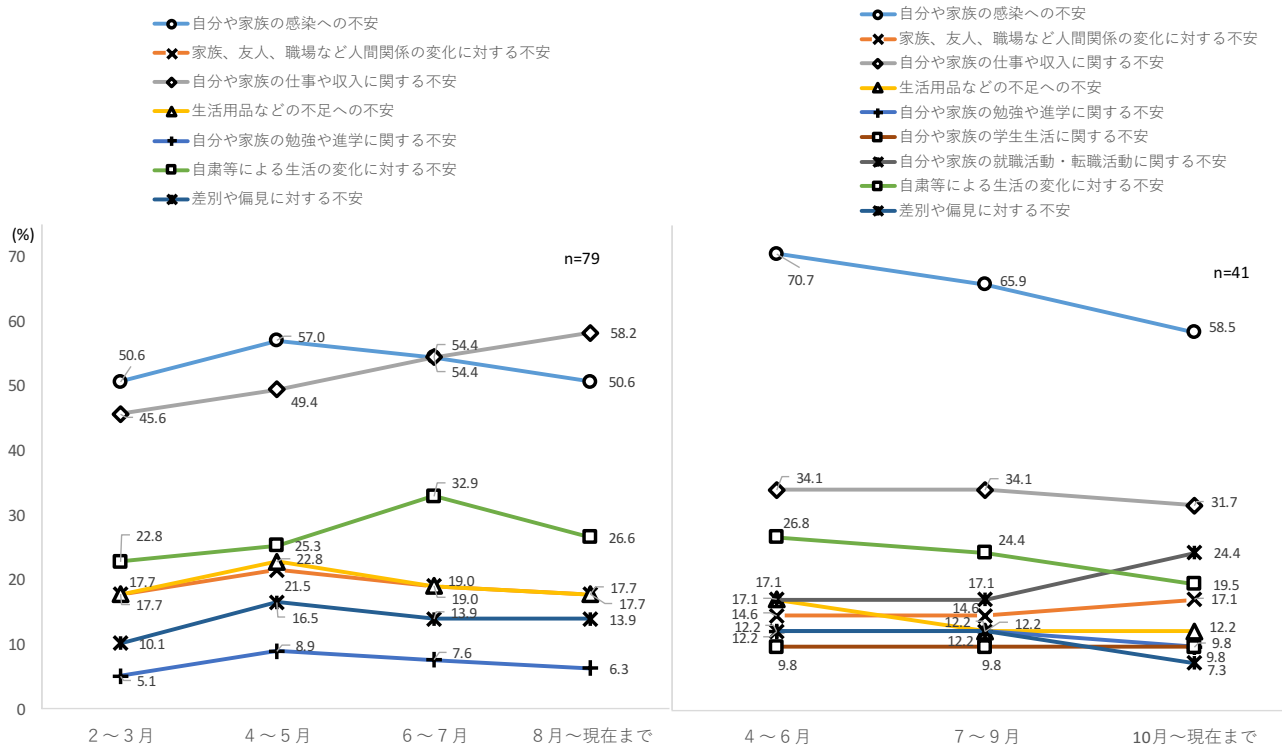 自分や家族の感染への不安
家族、友人、職場など人間関係の変化に対する不安
自分や家族の仕事や収入に関する不安
生活用品などの不足への不安
自分や家族の勉強や進学に関する不安
自粛等による生活の変化に対する不安
差別や偏見に対する不安
(%)
70
60
50
40
30
20
10
0
n=79
50.6
57.0
54.4
50.6
45.6
49.4
54.4
58.2
22.8
25.3
32.9
26.6
17.7
22.8
19.0
17.7
17.7
21.5
19.0
17.7
10.1
16.5
13.9
13.9
5.1
8.9
7.6
6.3
2～3月
4～5月
6～7月
8月～現在まで
自分や家族の感染への不安
家族、友人、職場など人間関係の変化に対する不安
自分や家族の仕事や収入に関する不安
生活用品などの不足への不安
自分や家族の勉強や進学に関する不安
自分や家族の学生生活に関する不安
自分や家族の就職活動・転職活動に関する不安
自粛等による生活の変化に対する不安
差別や偏見に対する不安
n=41
70.7
65.9
58.5
34.1
34.1
31.7
26.8
24.4
24.4
19.5
17.1
17.1
17.1
17.1
14.6
14.6
12.2
12.2
12.2
12.2
12.2
12.2
9.8
9.8
9.8
9.8
7.3
4～6月
7～9月
10月～現在まで